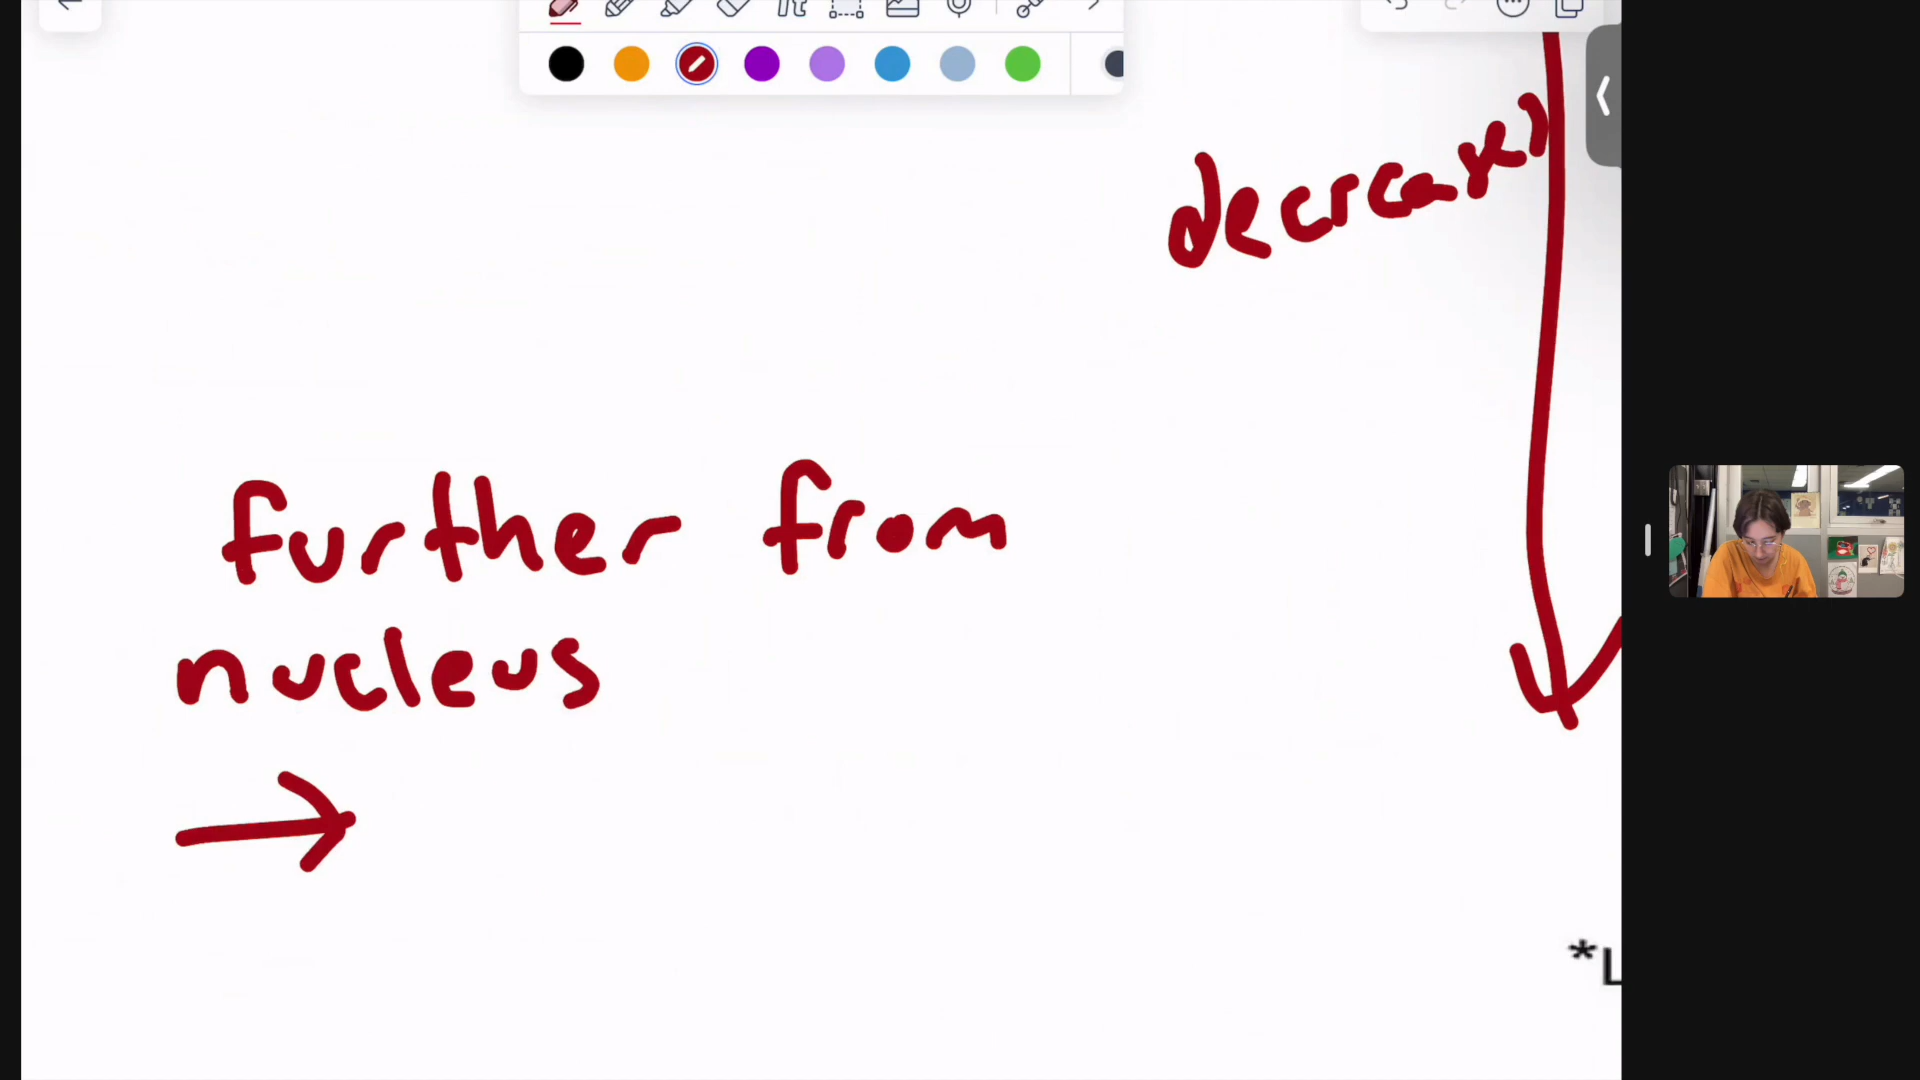 decreases
further from
nucleus
→
*L